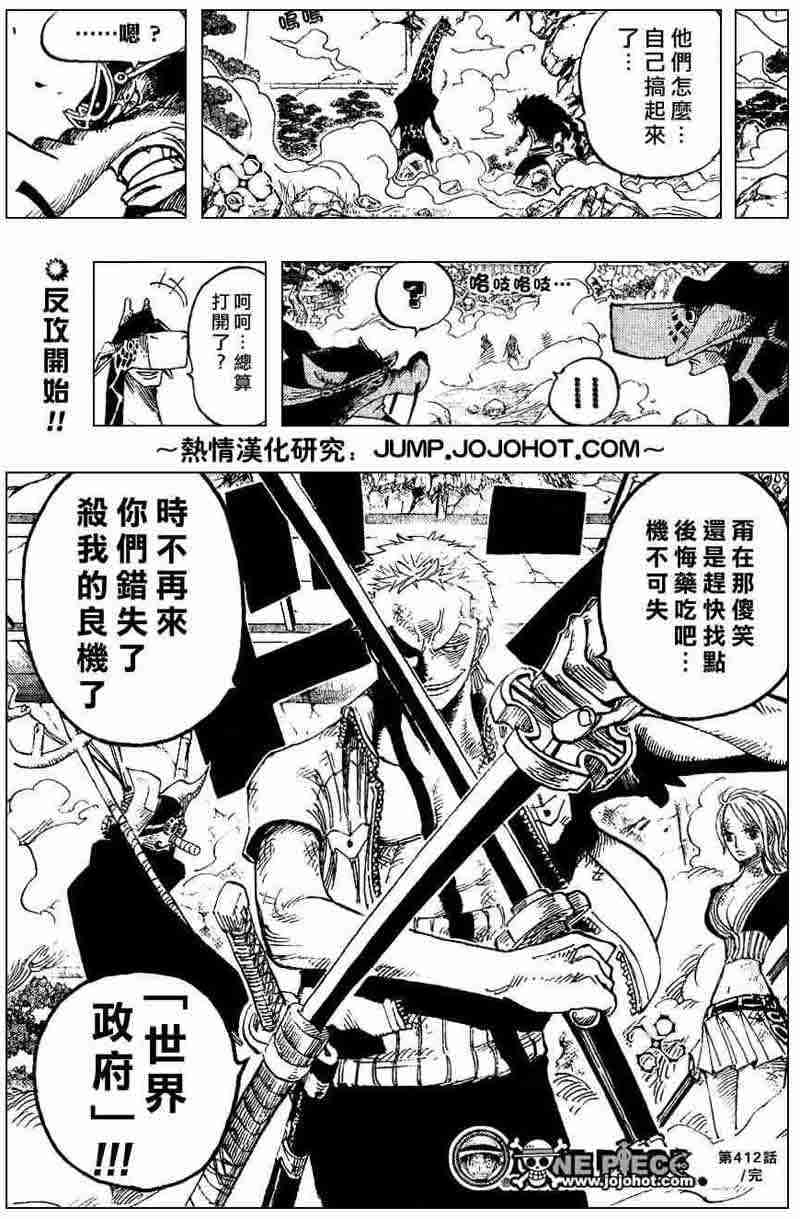 他們怎麼…
自己搞起來
了…
嗚嗚
……嗯？
咯吱咯吱…
？
!!
呵呵…總算
打開了？
反攻開始!!
～熱情漢化研究：JUMP.JOJOHOT.COM～
甭在那傻笑
還是趕快找點
後悔藥吃吧…
機不可失
時不再來
你們錯失了
殺我的良機了
「世界
政府」!!!
第412話
/完
ONE PIECE
www.jojohot.com